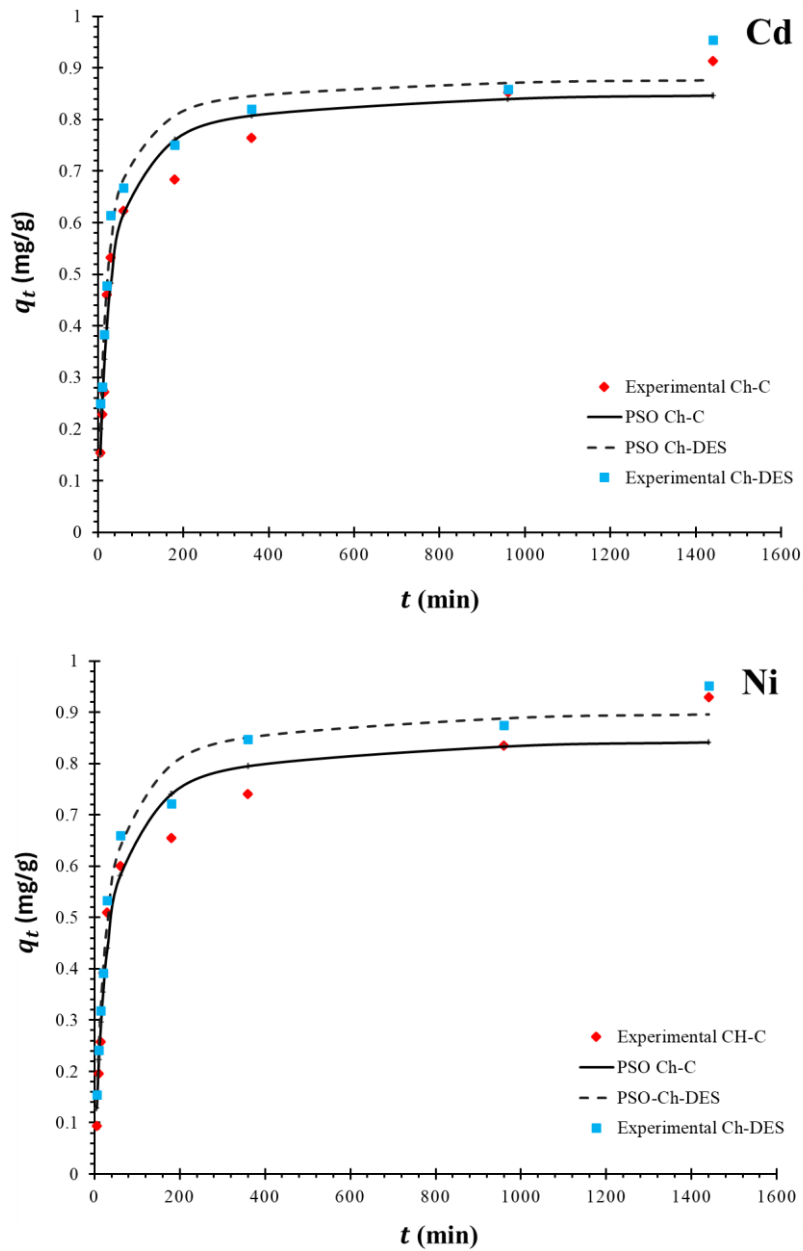 Cd
1
0.9
0.8
0.7
0.6
0.5
0.4
0.3
0.2
0.1
0
q_t (mg/g)
Experimental Ch-C
PSO Ch-C
PSO Ch-DES
Experimental Ch-DES
0 200 400 600 800 1000 1200 1400 1600
t (min)
Ni
1
0.9
0.8
0.7
0.6
0.5
0.4
0.3
0.2
0.1
0
q_t (mg/g)
Experimental CH-C
PSO Ch-C
PSO-Ch-DES
Experimental Ch-DES
0 200 400 600 800 1000 1200 1400 1600
t (min)